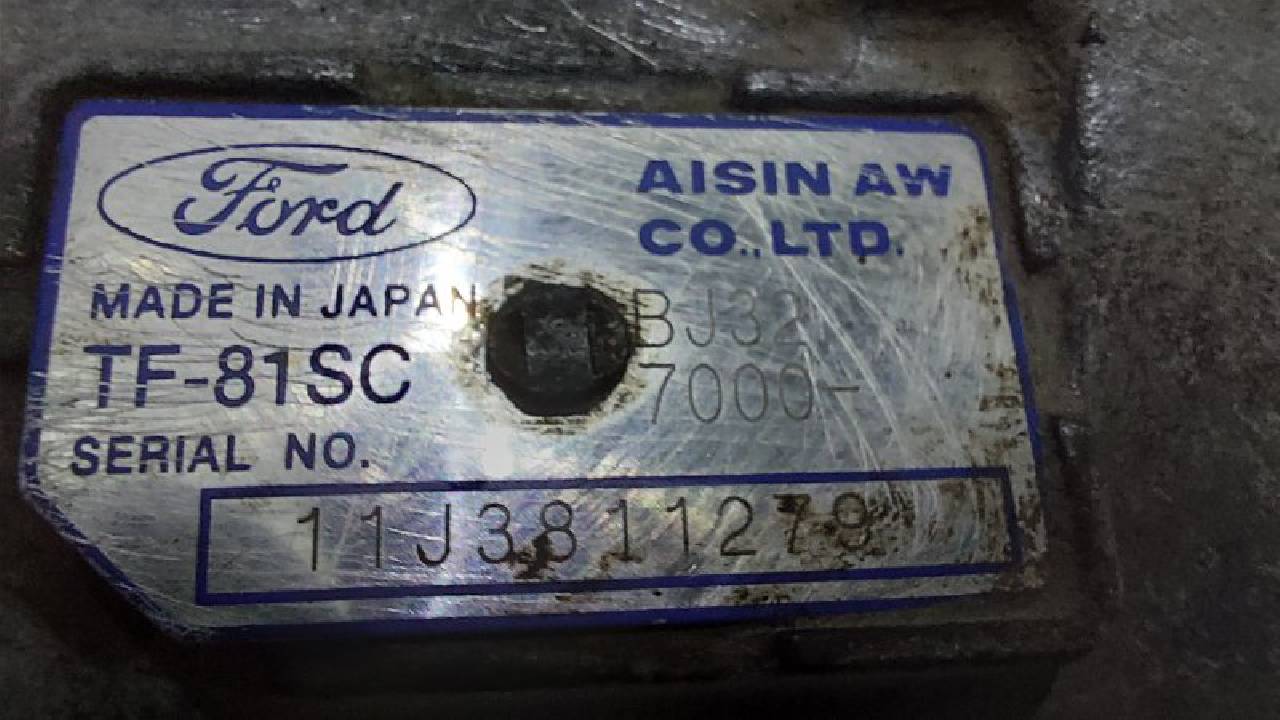 Ford
AISIN AW
CO.,LTD.
MADE IN JAPAN
BJ32
TF-81SC
7000-
SERIAL NO.
11J3811279